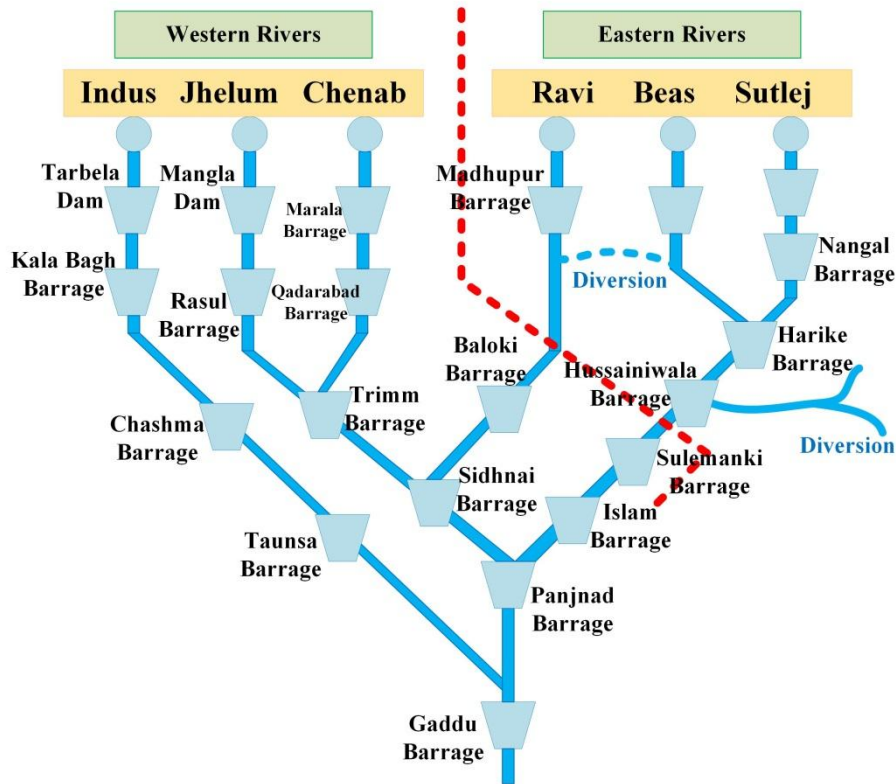 Western Rivers
Eastern Rivers
Indus Jhelum Chenab
Ravi Beas Sutlej
Tarbela
Dam
Mangla
Dam
Marala
Barrage
Madhupur
Barrage
Nangal
Barrage
Kala Bagh
Barrage
Rasul
Barrage
Qadarabad
Barrage
Diversion
Harike
Barrage
Baloki
Barrage
Hussainiwala
Barrage
Chashma
Barrage
Trimm
Barrage
Diversion
Sulemanki
Barrage
Sidhnai
Barrage
Islam
Barrage
Taunsa
Barrage
Panjnad
Barrage
Gaddu
Barrage